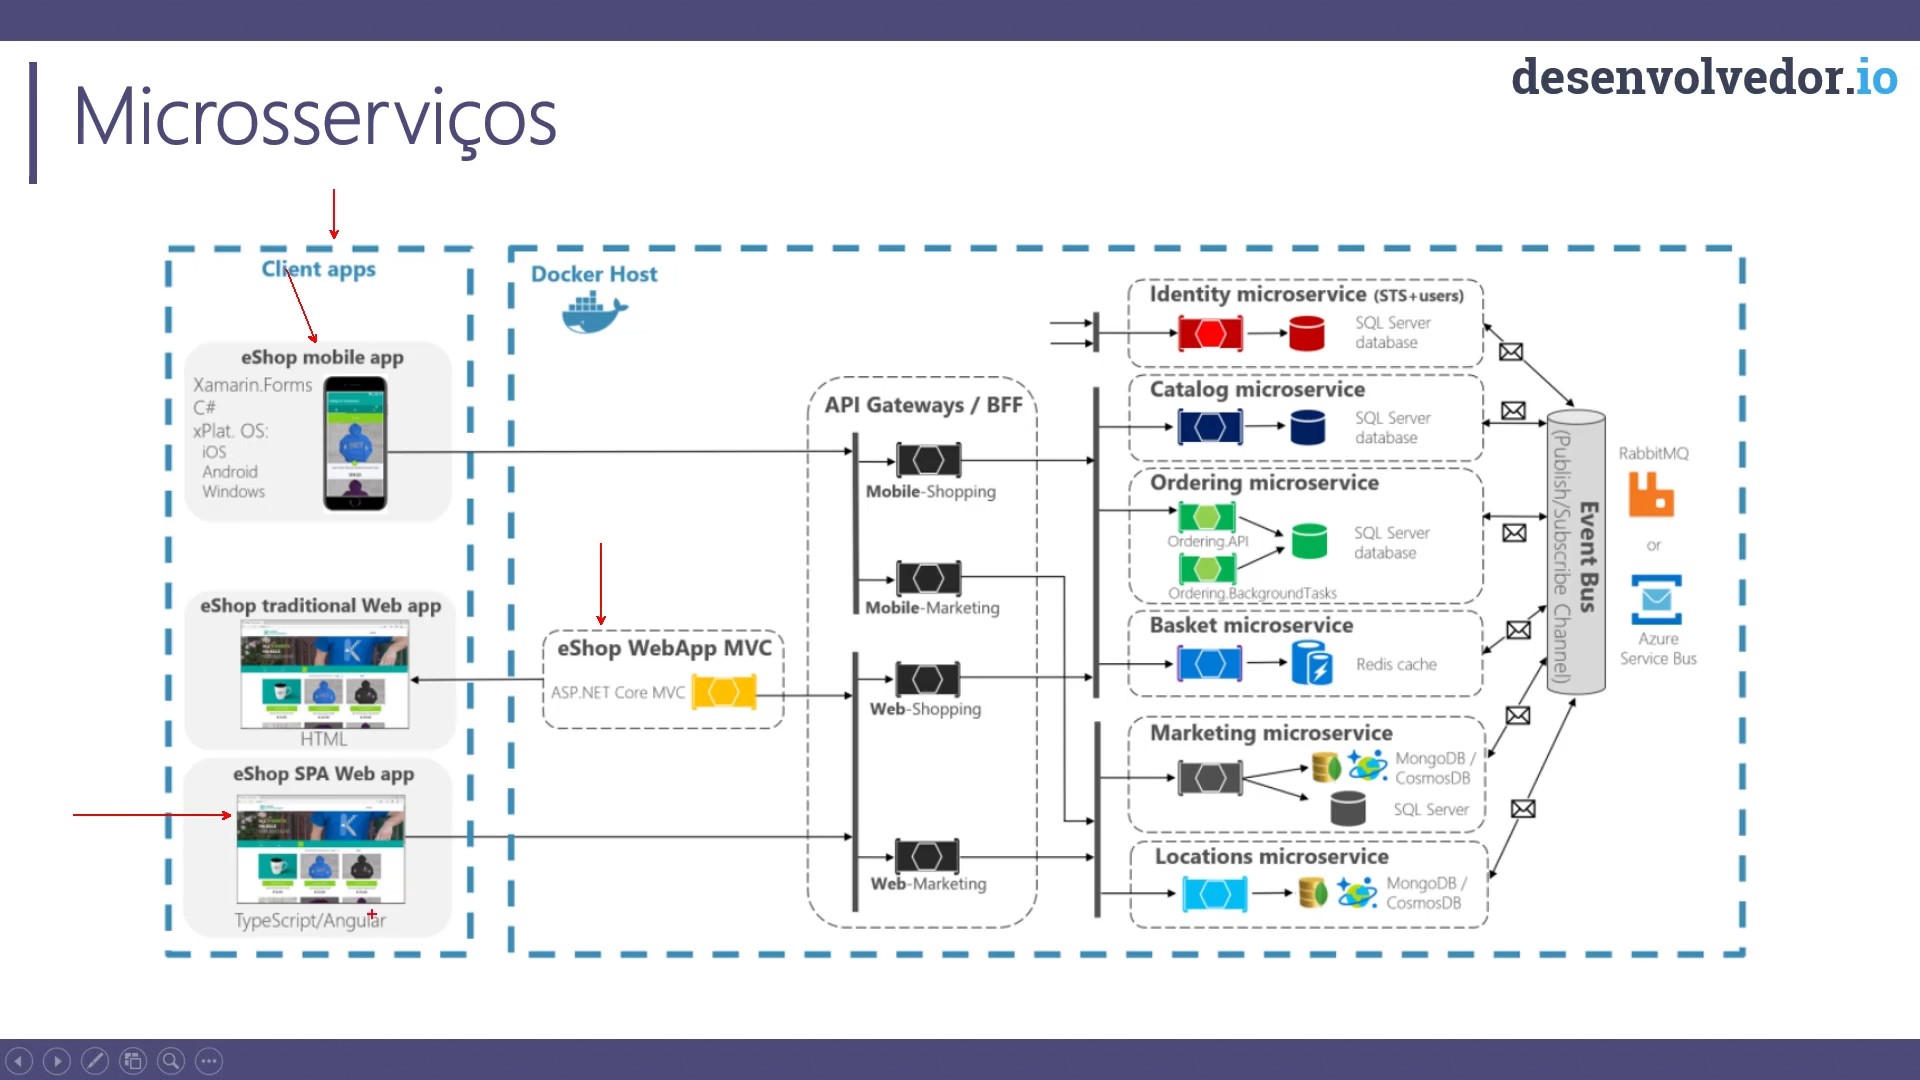 desenvolvedor.io
Microsserviços
Client apps
eShop mobile app
Xamarin.Forms
C#
xPlat. OS:
iOS
Android
Windows
eShop traditional Web app
HTML
eShop SPA Web app
TypeScript/Angular
Docker Host
eShop WebApp MVC
ASP.NET Core MVC
API Gateways / BFF
Mobile-Shopping
Mobile-Marketing
Web-Shopping
Web-Marketing
Identity microservice (STS+users)
SQL Server
database
Catalog microservice
SQL Server
database
Ordering microservice
Ordering.API
SQL Server
database
Ordering.BackgroundTasks
Basket microservice
Redis cache
Marketing microservice
MongoDB /
CosmosDB
SQL Server
Locations microservice
MongoDB /
CosmosDB
Event Bus
(Publish/Subscribe Channel)
RabbitMQ
or
Azure
Service Bus